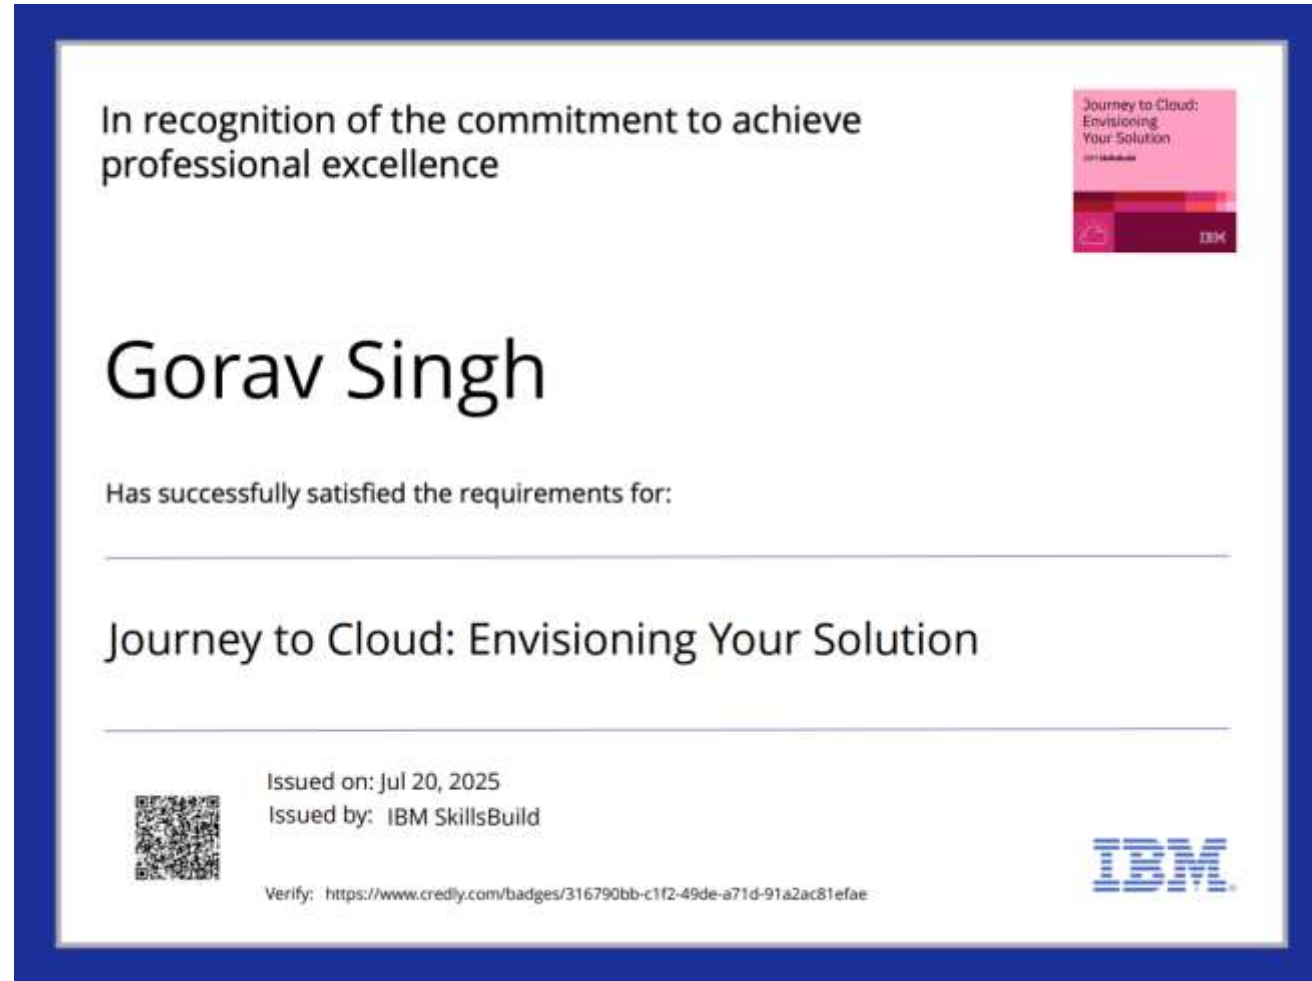 In recognition of the commitment to achieve
professional excellence
Journey to Cloud:
Envisioning
Your Solution
IBM SkillsBuild
IBM
Gorav Singh
Has successfully satisfied the requirements for:
Journey to Cloud: Envisioning Your Solution
Issued on: Jul 20, 2025
Issued by: IBM SkillsBuild
Verify: https://www.credly.com/badges/316790bb-c1f2-49de-a71d-91a2ac81efae
IBM